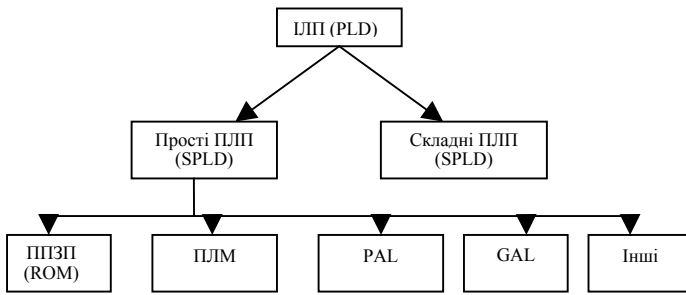 ІЛП (PLD)
Прості ПЛП
(SPLD)
Складні ПЛП
(SPLD)
ППЗП
(ROM)
ПЛМ
PAL
GAL
Інші